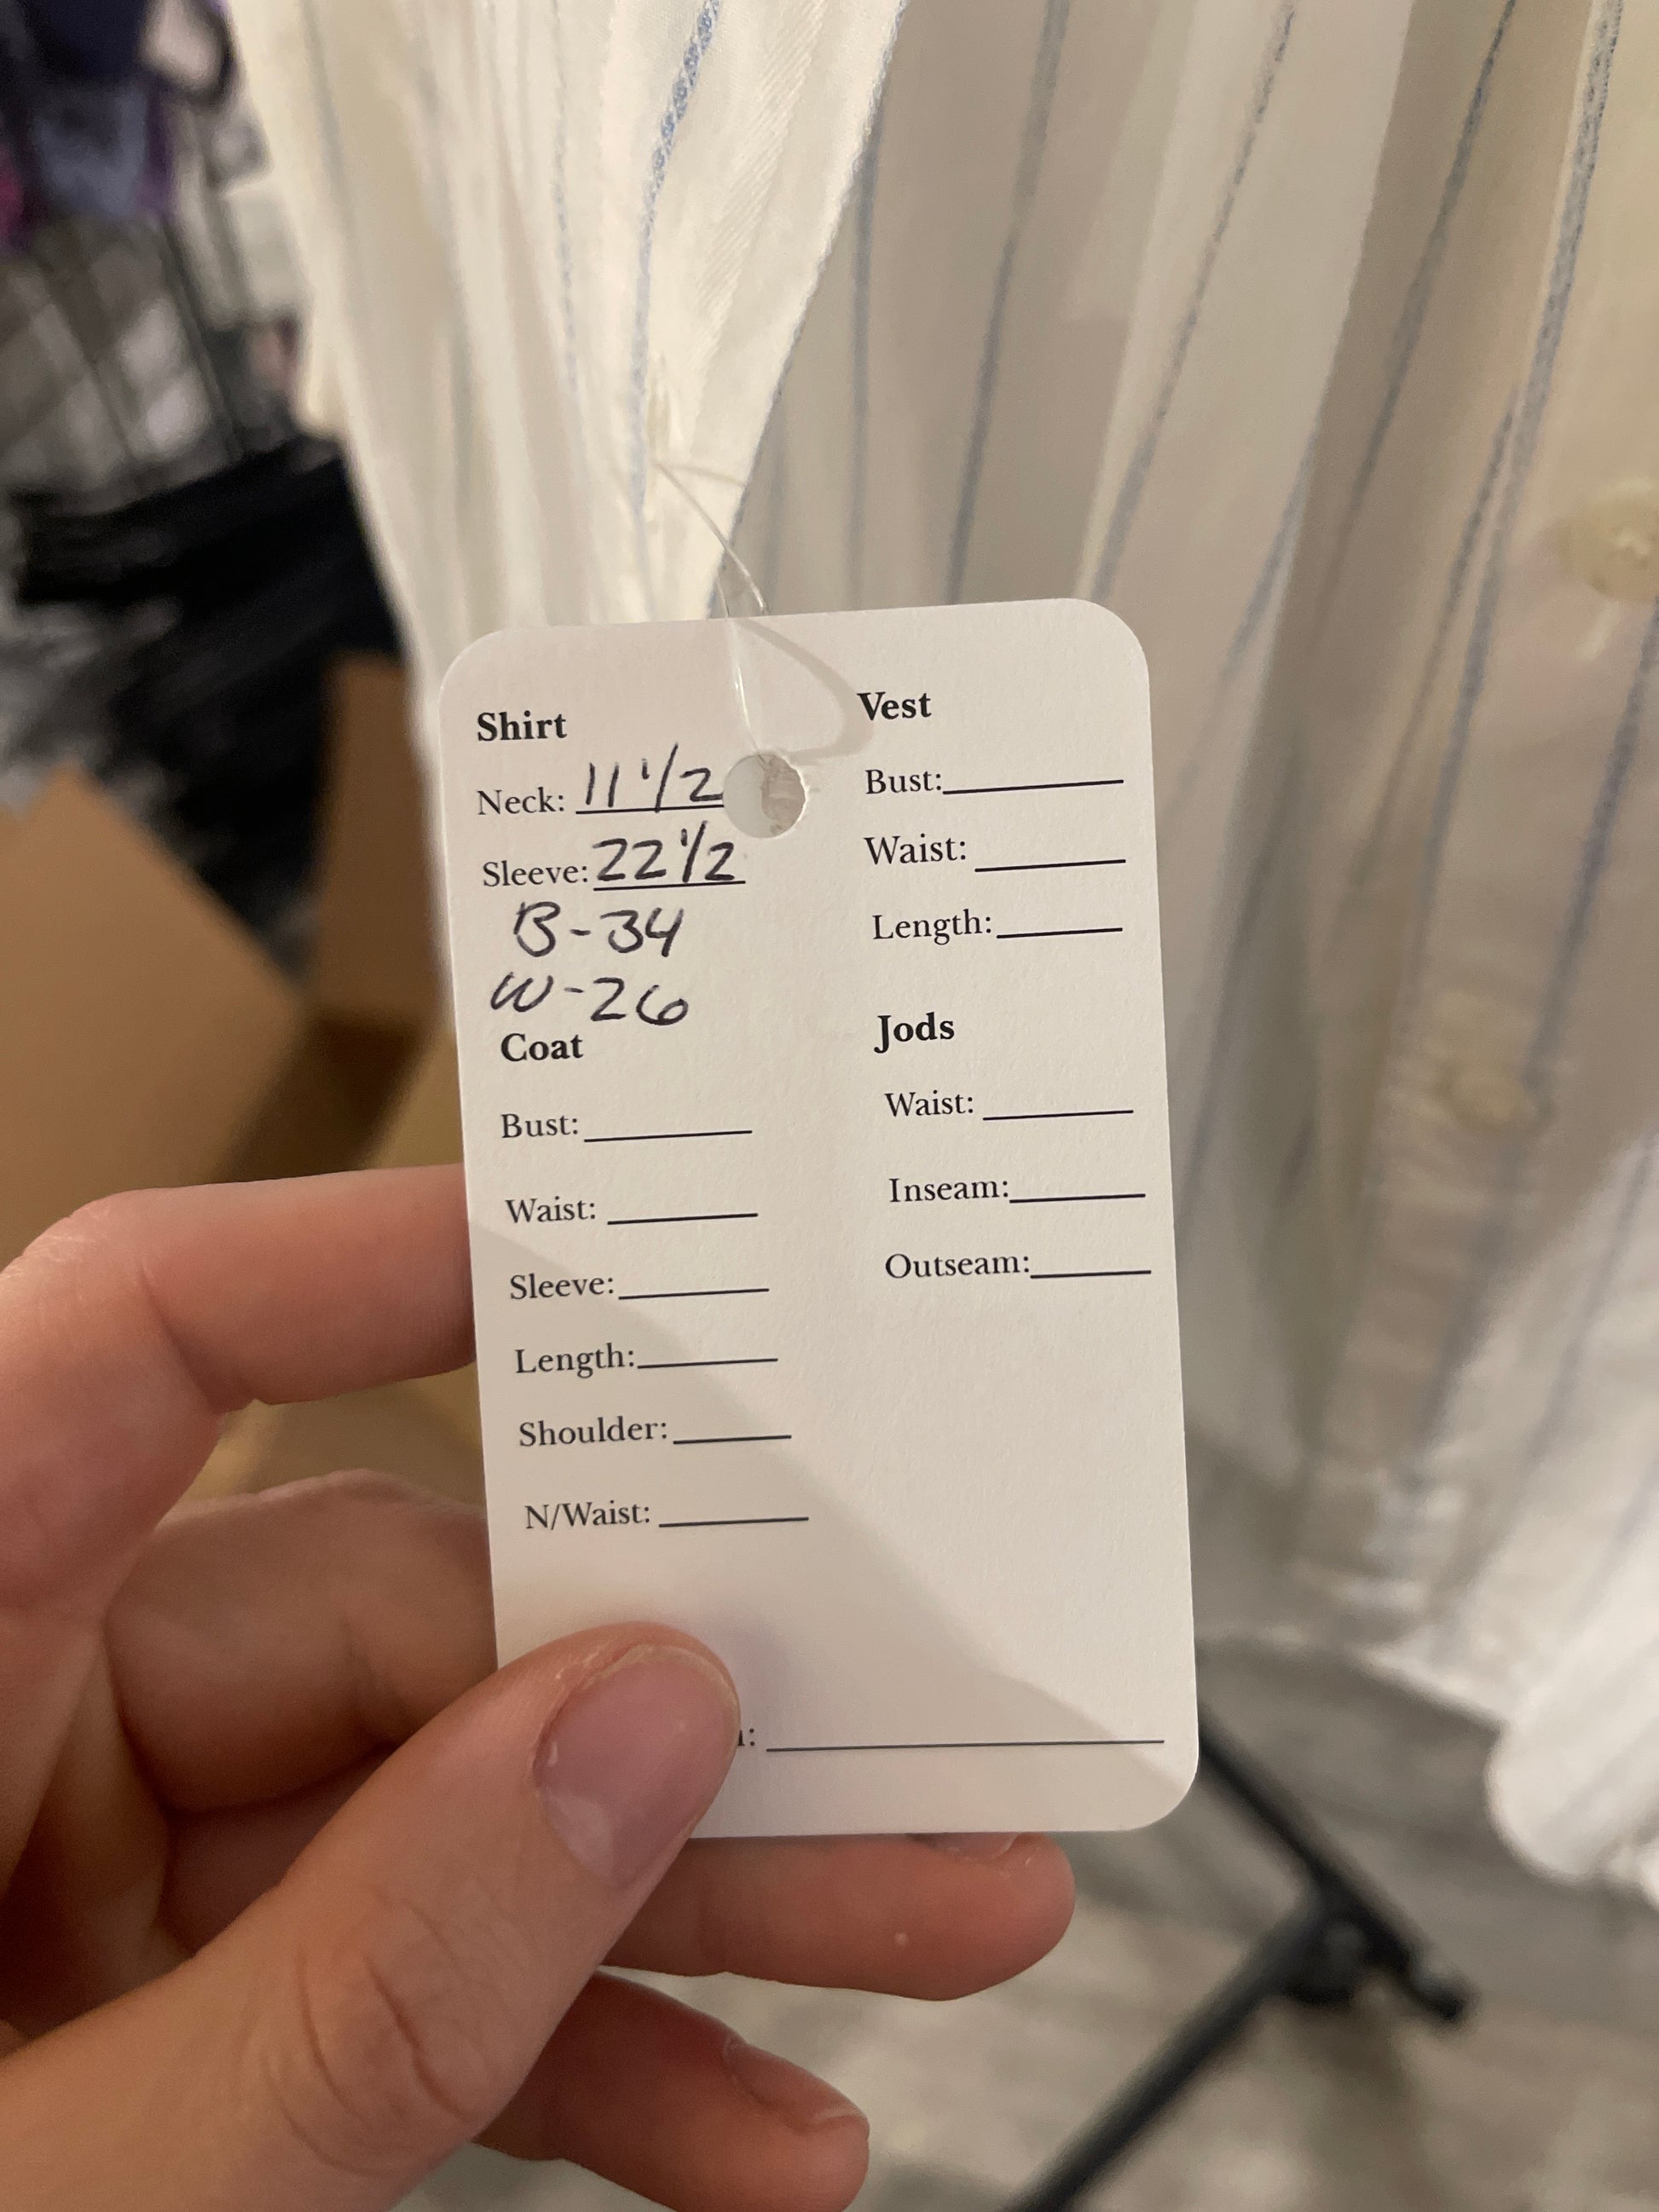 Shirt
Neck: 11 1/2
Sleeve: 22 1/2
B-34
W-26
Coat
Bust:
Waist:
Sleeve:
Length:
Shoulder:
N/Waist:
Vest
Bust:
Waist:
Length:
Jods
Waist:
Inseam:
Outseam: